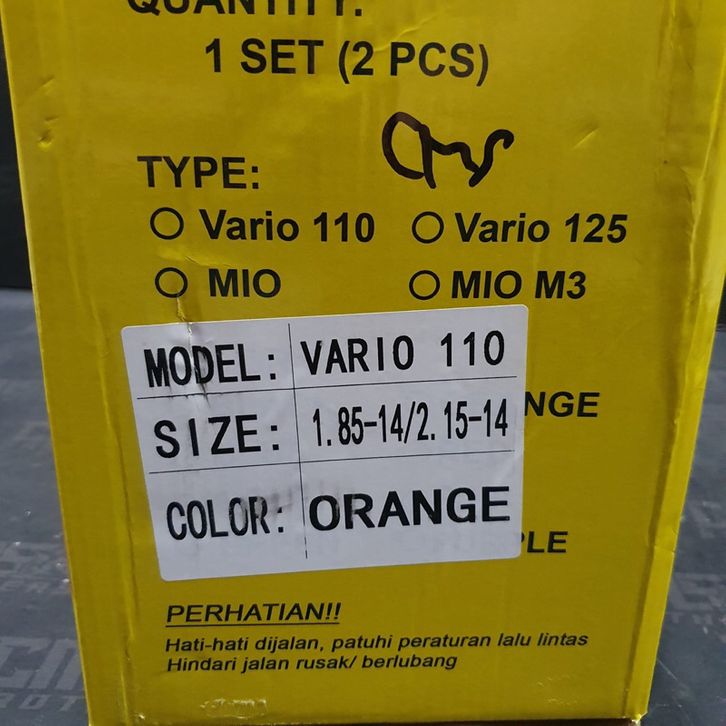 QUANTITY:
1 SET (2 PCS)
TYPE:
Vario 110 Vario 125
MIO MIO M3
MODEL: VARIO 110
NGE
SIZE: 1.85-14/2.15-14
COLOR: ORANGE
PLE
PERHATIAN!!
Hati-hati dijalan, patuhi peraturan lalu lintas
Hindari jalan rusak/ berlubang